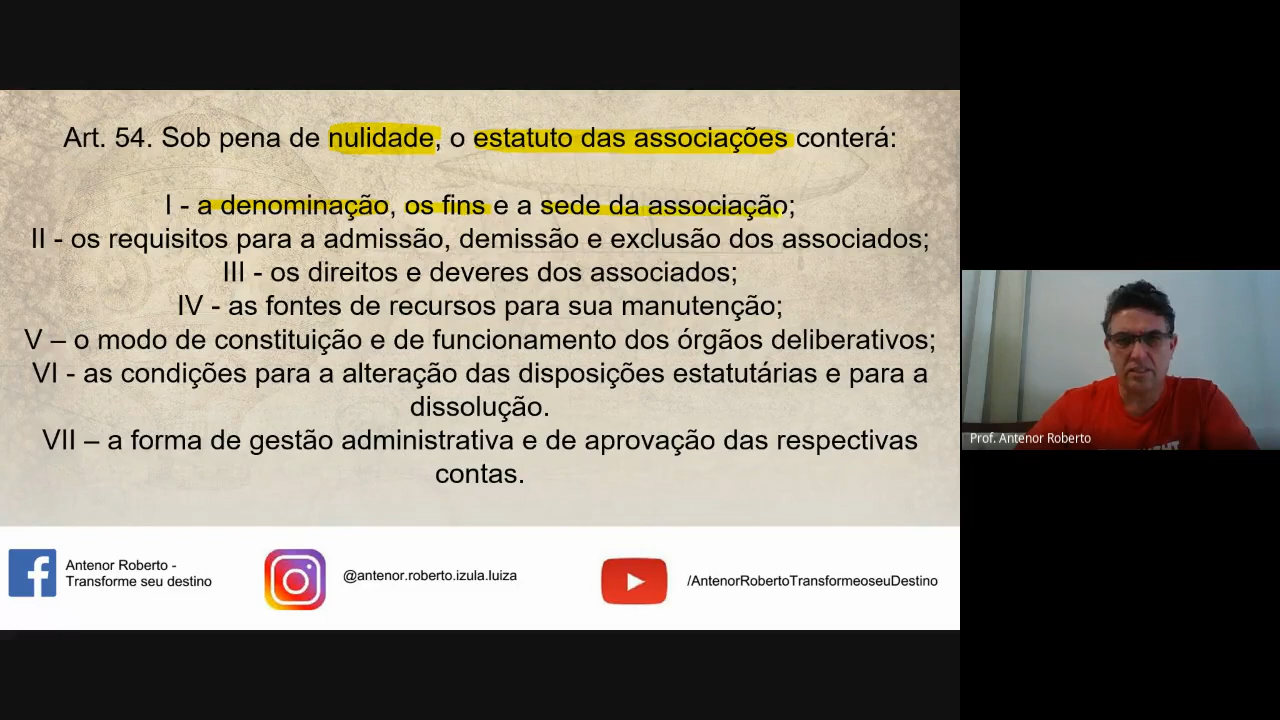 Art. 54. Sob pena de nulidade, o estatuto das associações conterá:
I - a denominação, os fins e a sede da associação;
II - os requisitos para a admissão, demissão e exclusão dos associados;
III - os direitos e deveres dos associados;
IV - as fontes de recursos para sua manutenção;
V – o modo de constituição e de funcionamento dos órgãos deliberativos;
VI - as condições para a alteração das disposições estatutárias e para a
dissolução.
VII – a forma de gestão administrativa e de aprovação das respectivas
contas.
Prof. Antenor Roberto
Antenor Roberto -
Transforme seu destino
@antenor.roberto.izula.luiza
/AntenorRobertoTransformeoseuDestino